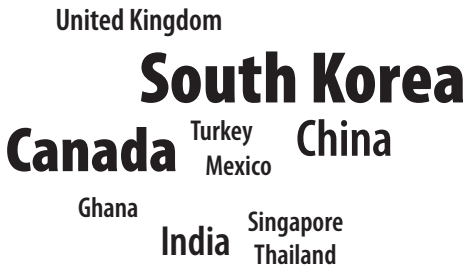 United Kingdom
South Korea
Canada
Turkey
China
Mexico
Ghana
India
Singapore
Thailand